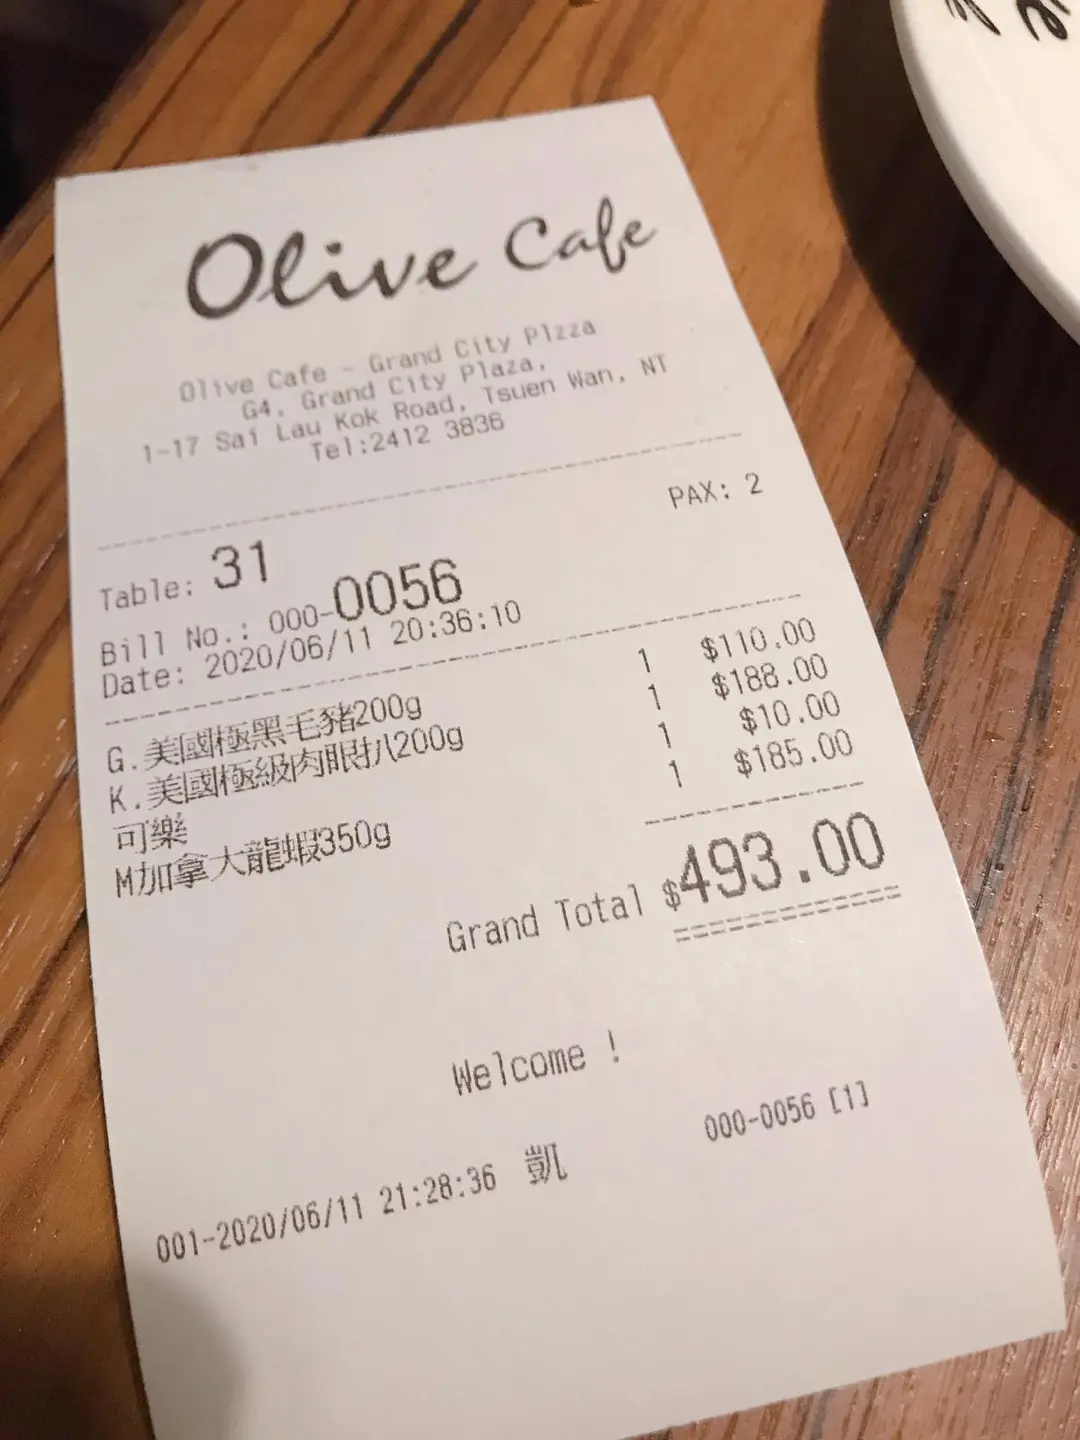 Olive Cafe
Olive Cafe - Grand City Plzza
G4, Grand City Plaza,
1-17 Sai Lau Kok Road, Tsuen Wan, NT
Tel:2412 3836
PAX: 2
Table: 31
Bill No.: 000-0056
Date: 2020/06/11 20:36:10
G.美國極黑毛豬200g 1 $110.00
K.美國極級肉眼扒200g 1 $188.00
可樂 1 $10.00
M加拿大龍蝦350g 1 $185.00
Grand Total $493.00
Welcome !
000-0056 [1]
001-2020/06/11 21:28:36 凱